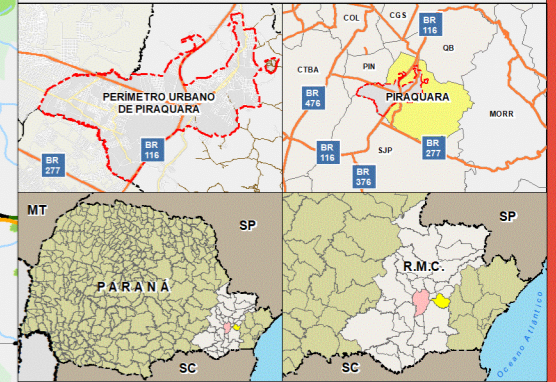 PERÍMETRO URBANO
DE PIRAQUARA
BR
116
BR
277
COL
CGS
BR
116
QB
PIN
CTBA
BR
476
PIRAQUARA
MORR
BR
116
SJP
BR
277
BR
376
MT
SP
PARANÁ
SC
SP
R.M.C.
SC
Oceano Atlântico